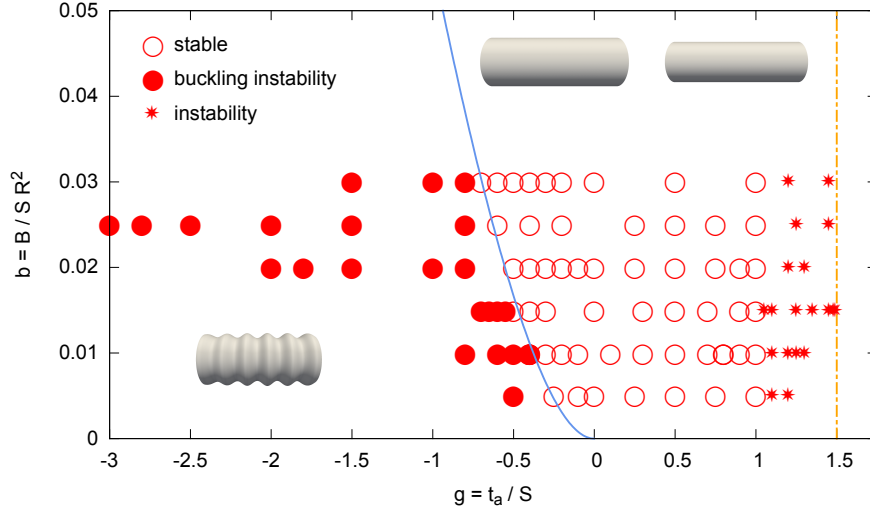 0.05
0.04
0.03
0.02
0.01
0
b = B / S R²
stable
buckling instability
instability
-3 -2.5 -2 -1.5 -1 -0.5 0 0.5 1 1.5
g = tₐ / S